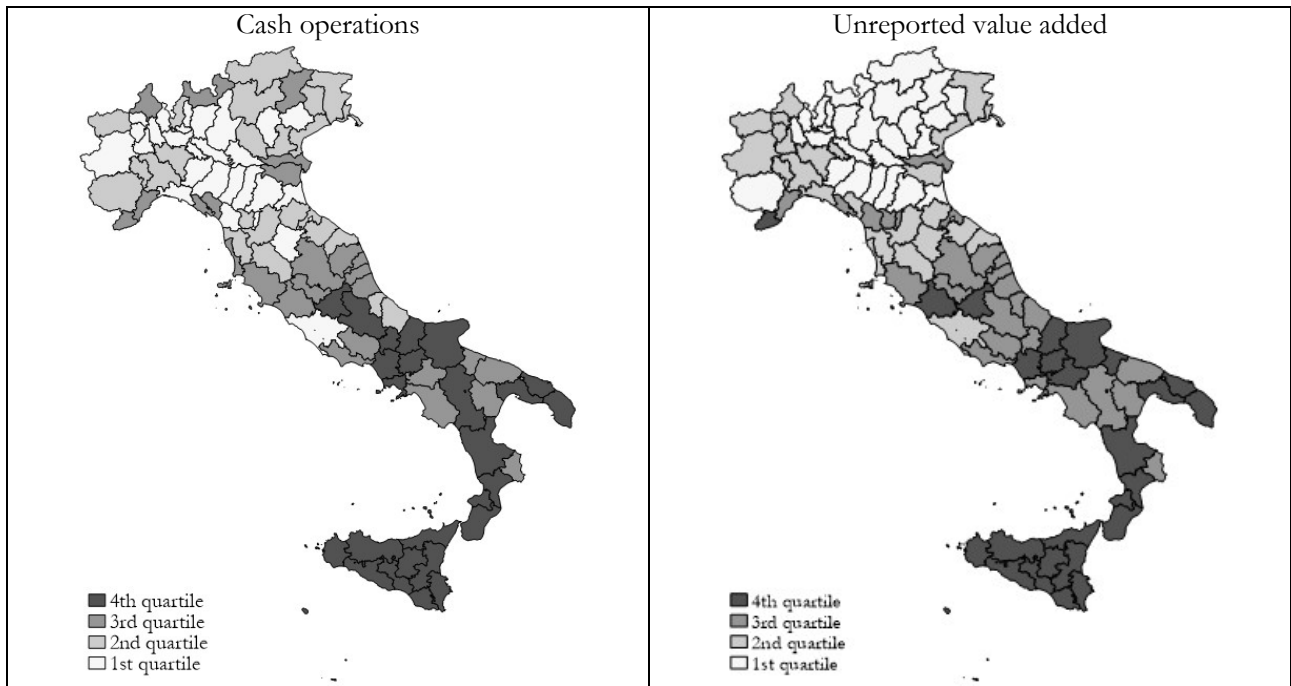 Cash operations
4th quartile
3rd quartile
2nd quartile
1st quartile
Unreported value added
4th quartile
3rd quartile
2nd quartile
1st quartile